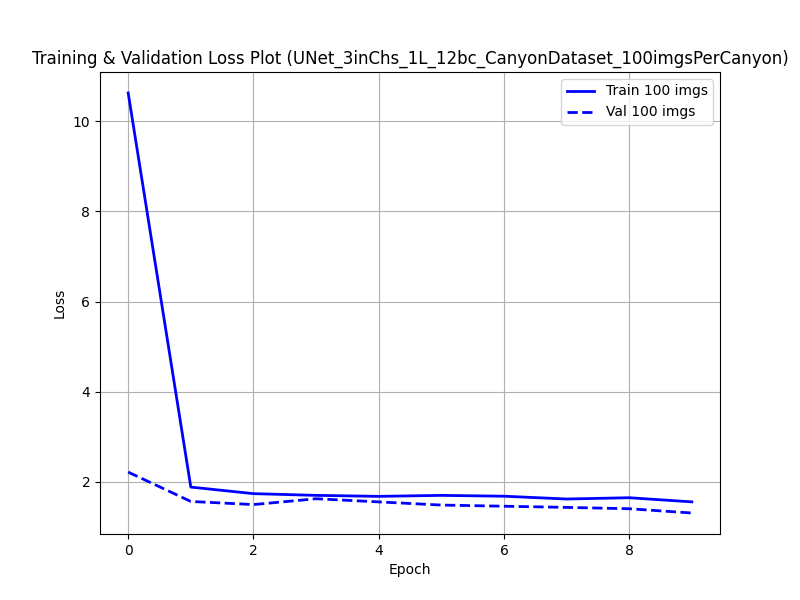 Training & Validation Loss Plot (UNet_3inChs_1L_12bc_CanyonDataset_100imgsPerCanyon)
Train 100 imgs
Val 100 imgs
10
8
6
4
2
Loss
0 2 4 6 8
Epoch